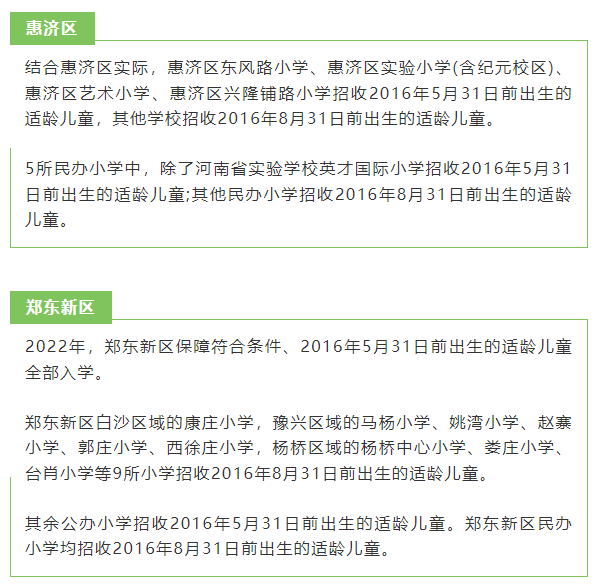 惠济区
结合惠济区实际，惠济区东风路小学、惠济区实验小学(含纪元校区)、
惠济区艺术小学、惠济区兴隆铺路小学招收2016年5月31日前出生的
适龄儿童，其他学校招收2016年8月31日前出生的适龄儿童。
5所民办小学中，除了河南省实验学校英才国际小学招收2016年5月31
日前出生的适龄儿童;其他民办小学招收2016年8月31日前出生的适龄
儿童。
郑东新区
2022年，郑东新区保障符合条件、2016年5月31日前出生的适龄儿童
全部入学。
郑东新区白沙区域的康庄小学，豫兴区域的马杨小学、姚湾小学、赵寨
小学、郭庄小学、西徐庄小学，杨桥区域的杨桥中心小学、娄庄小学、
台肖小学等9所小学招收2016年8月31日前出生的适龄儿童。
其余公办小学招收2016年5月31日前出生的适龄儿童。郑东新区民办
小学均招收2016年8月31日前出生的适龄儿童。